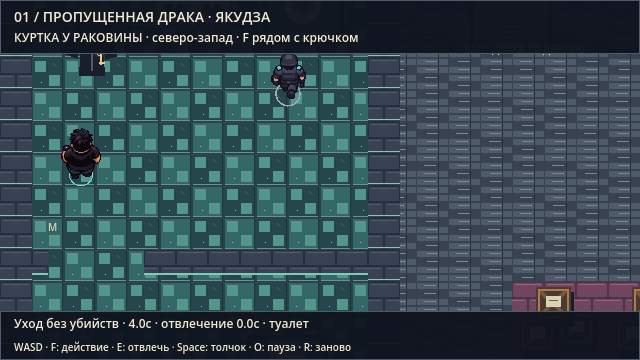 01 / ПРОПУЩЕННАЯ ДРАКА · ЯКУДЗА
КУРТКА У РАКОВИНЫ · северо-запад · F рядом с крючком
М
Уход без убийств · 4.0с · отвлечение 0.0с · туалет
WASD · F: действие · E: отвлечь · Space: толчок · O: пауза · R: заново